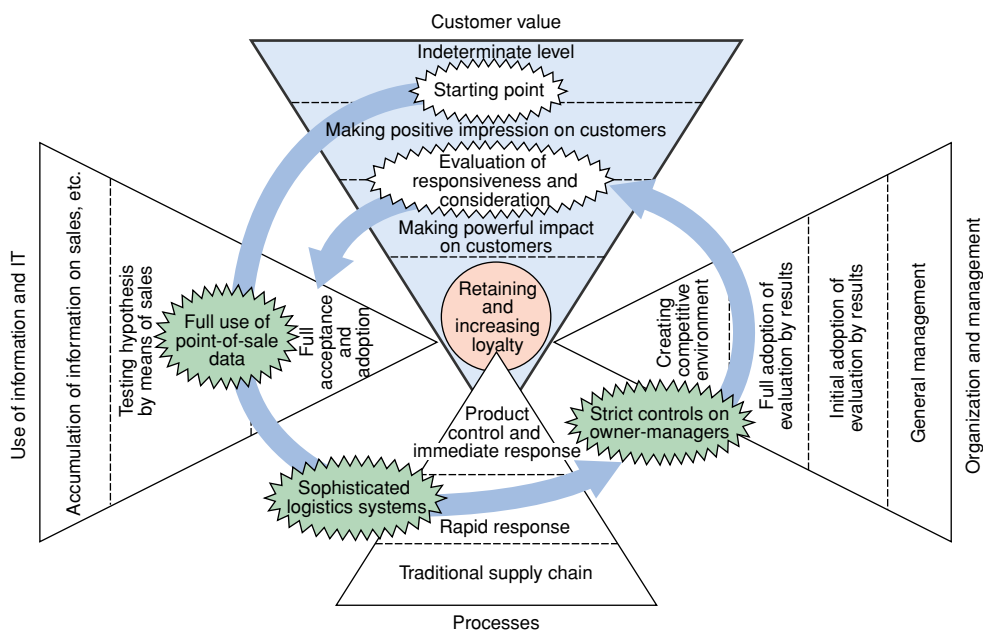 Customer value
Indeterminate level
Starting point
Making positive impression on customers
Evaluation of
responsiveness and
consideration
Making powerful impact
on customers
Retaining
and
increasing
loyalty
Use of information and IT
Accumulation of information on sales, etc.
Testing hypothesis
by means of sales
Full use of
point-of-sale
data
Full
acceptance
and
adoption
Creating
competitive
environment
Full adoption of
evaluation by results
Initial adoption of
evaluation by results
General management
Organization and management
Strict controls on
owner-managers
Product
control and
immediate response
Sophisticated
logistics systems
Rapid response
Traditional supply chain
Processes